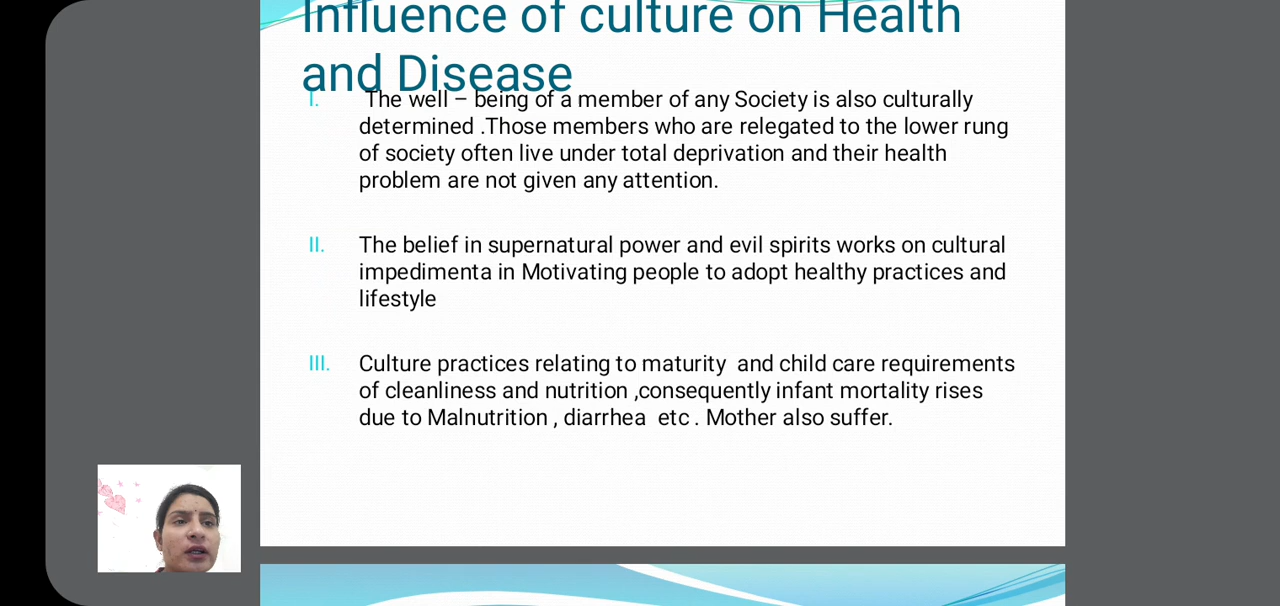 Influence of culture on Health
and Disease
I. The well – being of a member of any Society is also culturally
determined .Those members who are relegated to the lower rung
of society often live under total deprivation and their health
problem are not given any attention.
II. The belief in supernatural power and evil spirits works on cultural
impedimenta in Motivating people to adopt healthy practices and
lifestyle
III. Culture practices relating to maturity and child care requirements
of cleanliness and nutrition ,consequently infant mortality rises
due to Malnutrition , diarrhea etc . Mother also suffer.